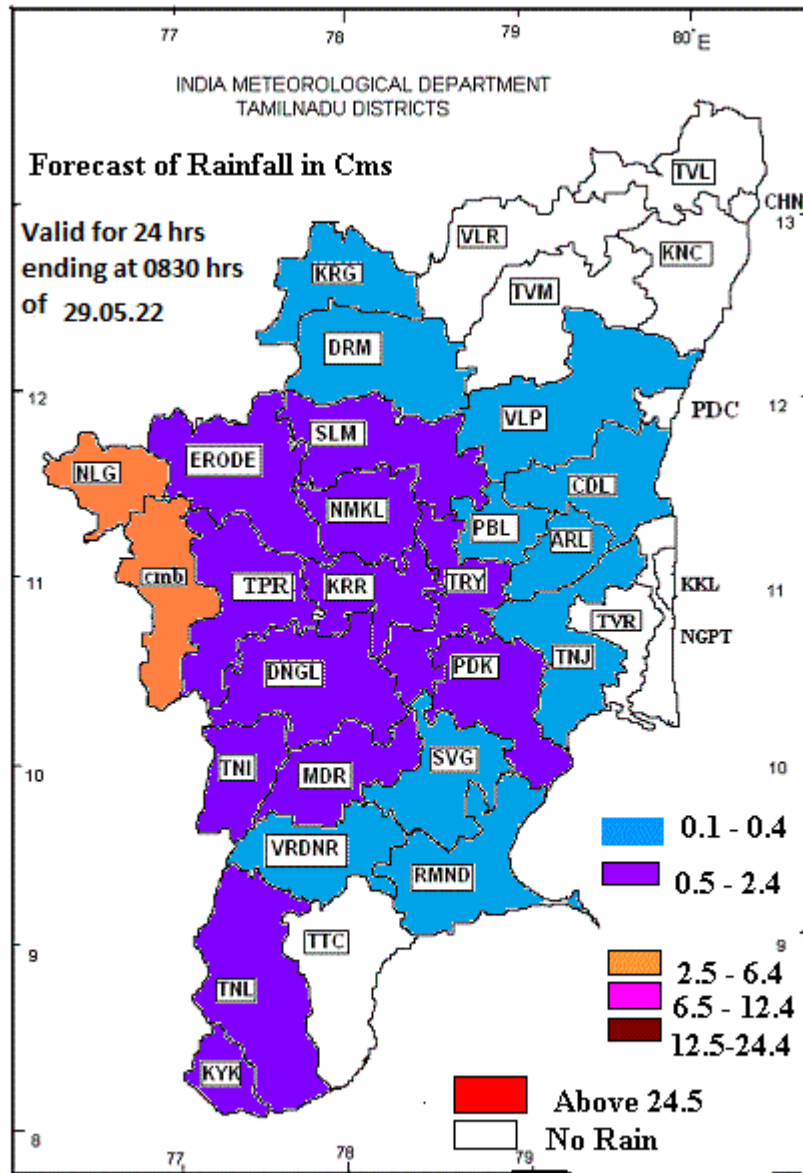 77 78 79 80°E
INDIA METEOROLOGICAL DEPARTMENT
TAMILNADU DISTRICTS
Forecast of Rainfall in Cms
TVL
CHN
13
Valid for 24 hrs
ending at 0830 hrs
of 29.05.22
VLR
KNC
KRG
TVM
DRM
12
12
PDC
VLP
SLM
ERODE
NLG
CDL
NMKL
PBL
ARL
11
cmb
TPR
KRR
TRY
KKL
11
TVR
NGPT
DNGL
PDK
TNJ
10
TNI
MDR
SVG
10
0.1 - 0.4
VRDNR
RMND
0.5 - 2.4
9
TTC
9
2.5 - 6.4
TNL
6.5 - 12.4
12.5-24.4
KYK
Above 24.5
8
No Rain
77 78 79